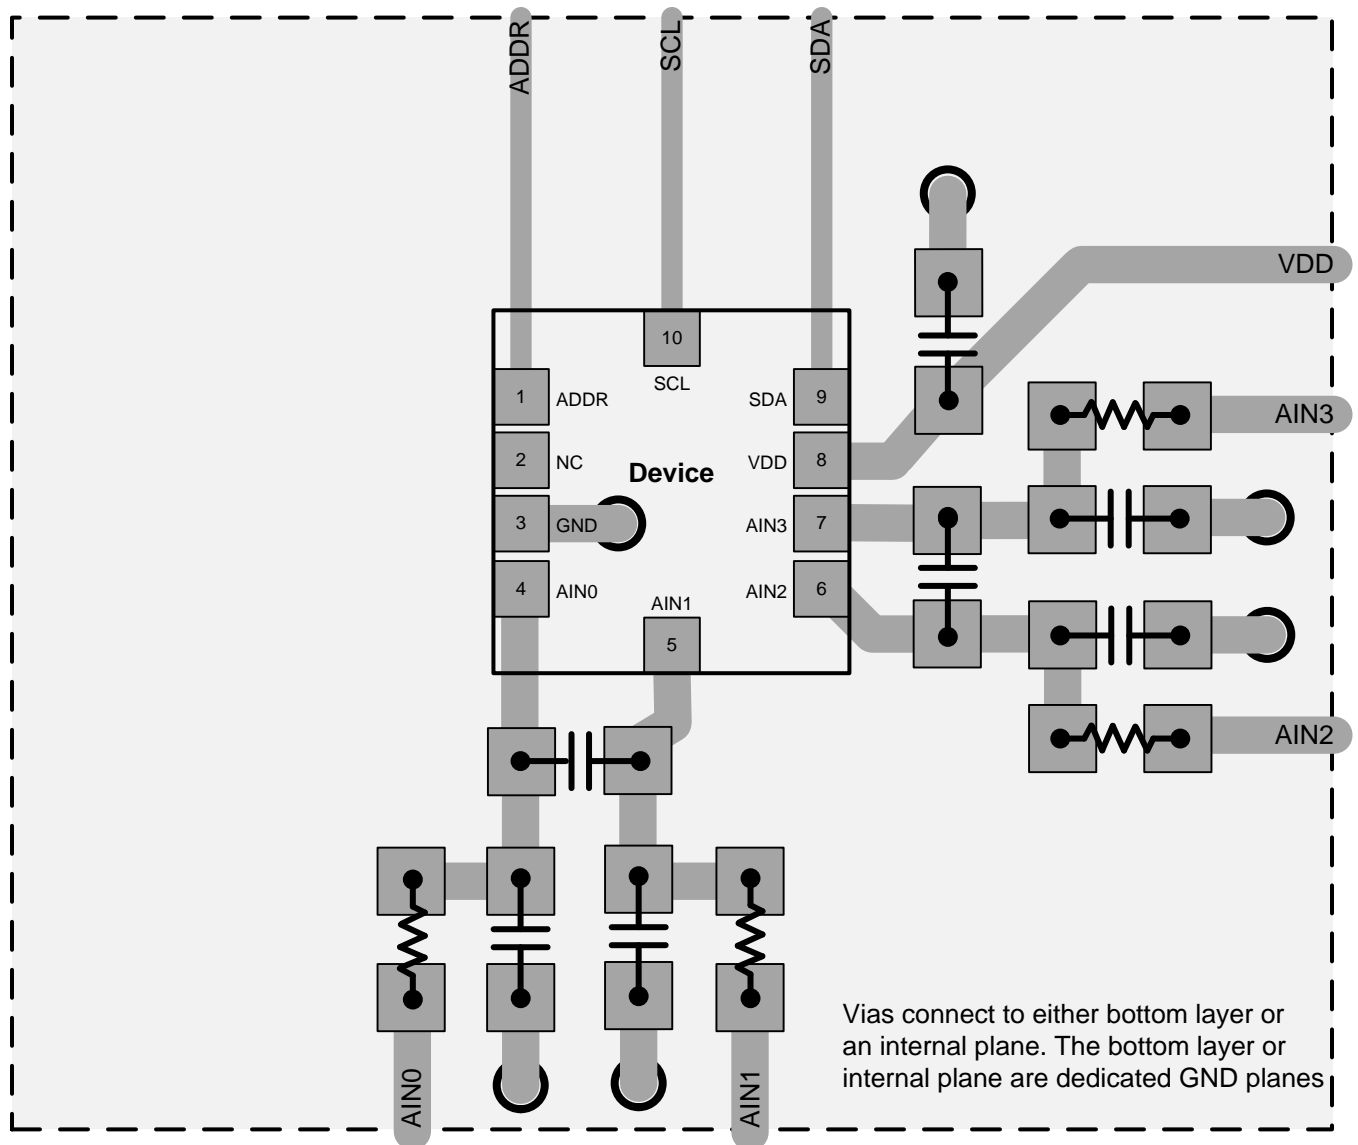 ADDR
SCL
SDA
VDD
10
SCL
1
ADDR
SDA
9
AIN3
2
NC
Device
VDD
8
3
GND
AIN3
7
4
AIN0
AIN1
AIN2
6
5
AIN2
Vias connect to either bottom layer or
an internal plane. The bottom layer or
internal plane are dedicated GND planes
AIN0
AIN1